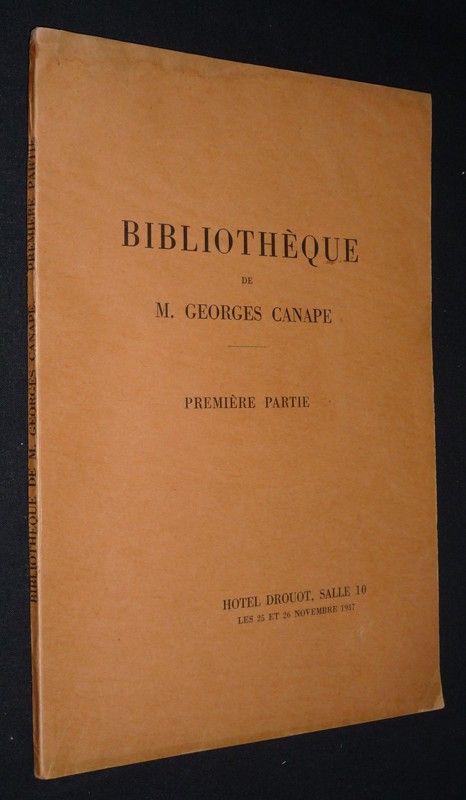 BIBLIOTHÈQUE
DE
M. GEORGES CANAPE
PREMIÈRE PARTIE
HOTEL DROUOT, SALLE 10
LES 25 ET 26 NOVEMBRE 1937
BIBLIOTHÈQUE DE M. GEORGES CANAPE. PREMIÈRE PARTIE